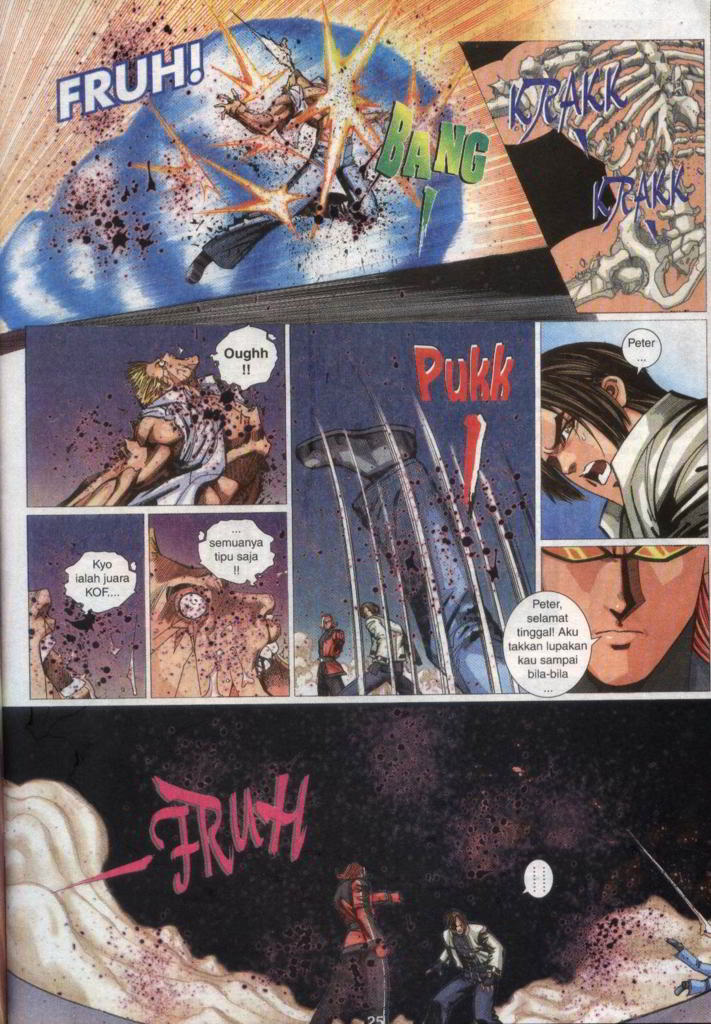 FRUH!
BANG!
KRAKK
KRAKK
Oughh
!!
PUKK!
Peter
...
Kyo
ialah juara
KOF....
...
semuanya
tipu saja
!!
Peter,
selamat
tinggal! Aku
takkan lupakan
kau sampai
bila-bila
...
FRUH
25